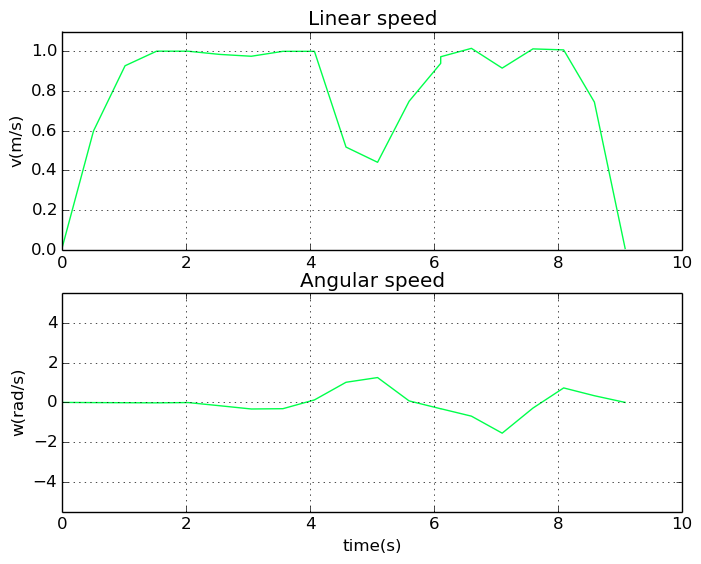 Linear speed
1.0
0.8
0.6
0.4
0.2
0.0
v(m/s)
0 2 4 6 8 10
Angular speed
4
2
0
−2
−4
w(rad/s)
0 2 4 6 8 10
time(s)